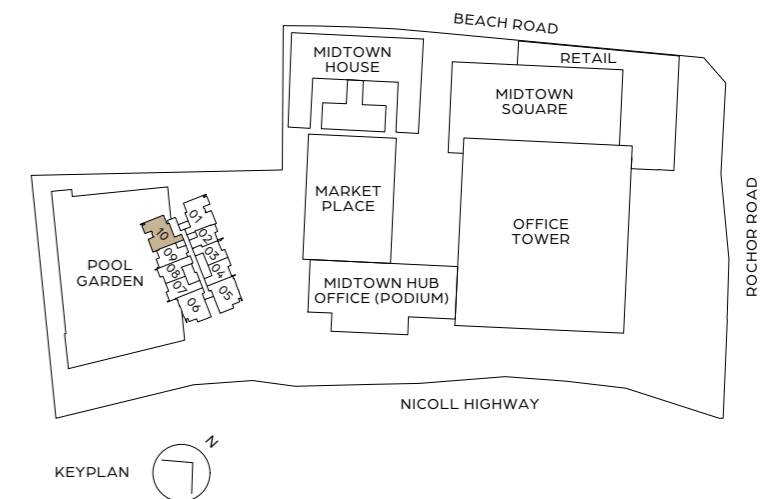 BEACH ROAD
MIDTOWN
HOUSE
RETAIL
MIDTOWN
SQUARE
MARKET
PLACE
OFFICE
TOWER
ROCHOR ROAD
POOL
GARDEN
10
01
02
09
03
08
04
07
05
06
MIDTOWN HUB
OFFICE (PODIUM)
NICOLL HIGHWAY
N
KEYPLAN